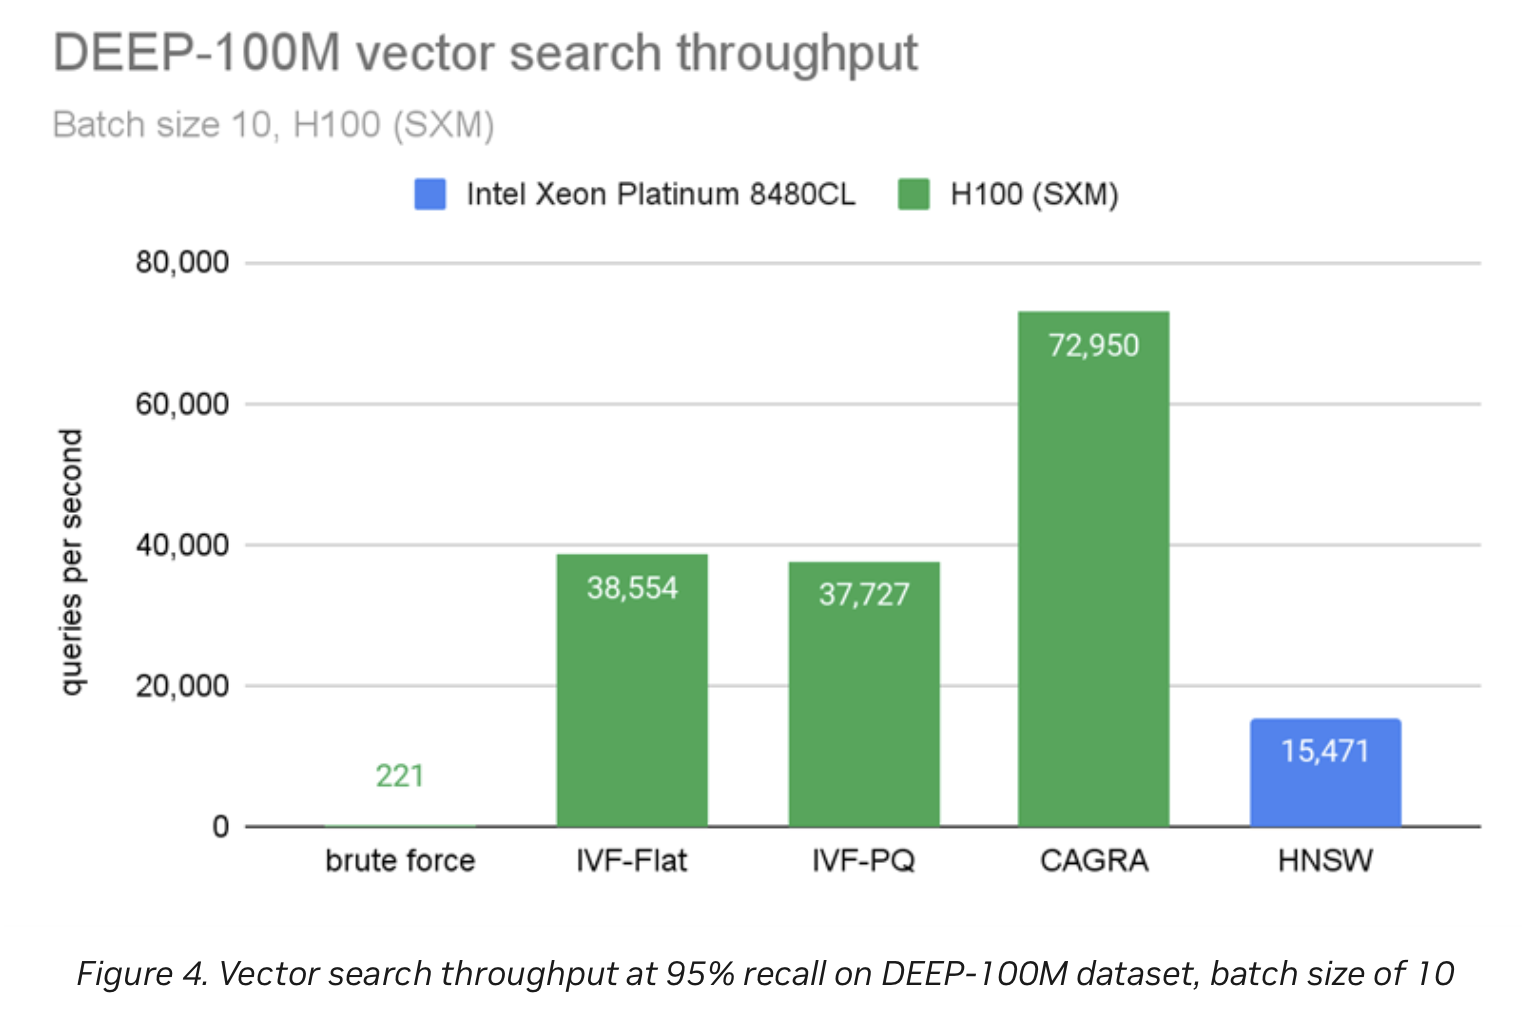 DEEP-100M vector search throughput
Batch size 10, H100 (SXM)
Intel Xeon Platinum 8480CL H100 (SXM)
80,000
60,000
40,000
20,000
0
queries per second
221
38,554
37,727
72,950
15,471
brute force IVF-Flat IVF-PQ CAGRA HNSW
Figure 4. Vector search throughput at 95% recall on DEEP-100M dataset, batch size of 10